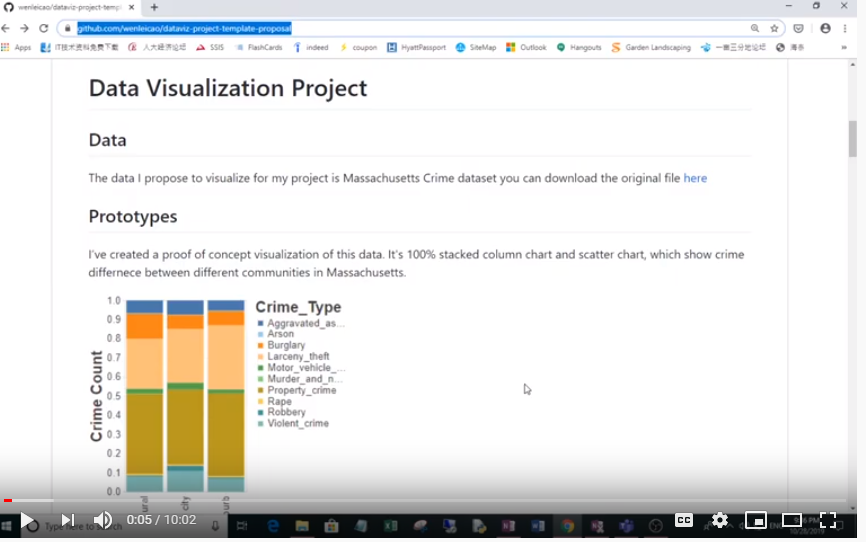 wenleicao/dataviz-project-templ
github.com/wenleicao/dataviz-project-template-proposal
Apps IT技术资料免费下载 人大经济论坛 SSIS FlashCards indeed coupon HyattPassport SiteMap Outlook Hangouts Garden Landscaping 一亩三分地论坛
Data Visualization Project
Data
The data I propose to visualize for my project is Massachusetts Crime dataset you can download the original file here
Prototypes
I've created a proof of concept visualization of this data. It's 100% stacked column chart and scatter chart, which show crime
differnece between different communities in Massachusetts.
Crime_Type
Aggravated_as...
Arson
Burglary
Larceny_theft
Motor_vehicle_...
Murder_and_n...
Property_crime
Rape
Robbery
Violent_crime
Crime Count
1.0
0.9
0.8
0.7
0.6
0.5
0.4
0.3
0.2
0.1
0.0
ural
city
urb
Type here to search
0:05 / 10:02
CC
10/28/2019